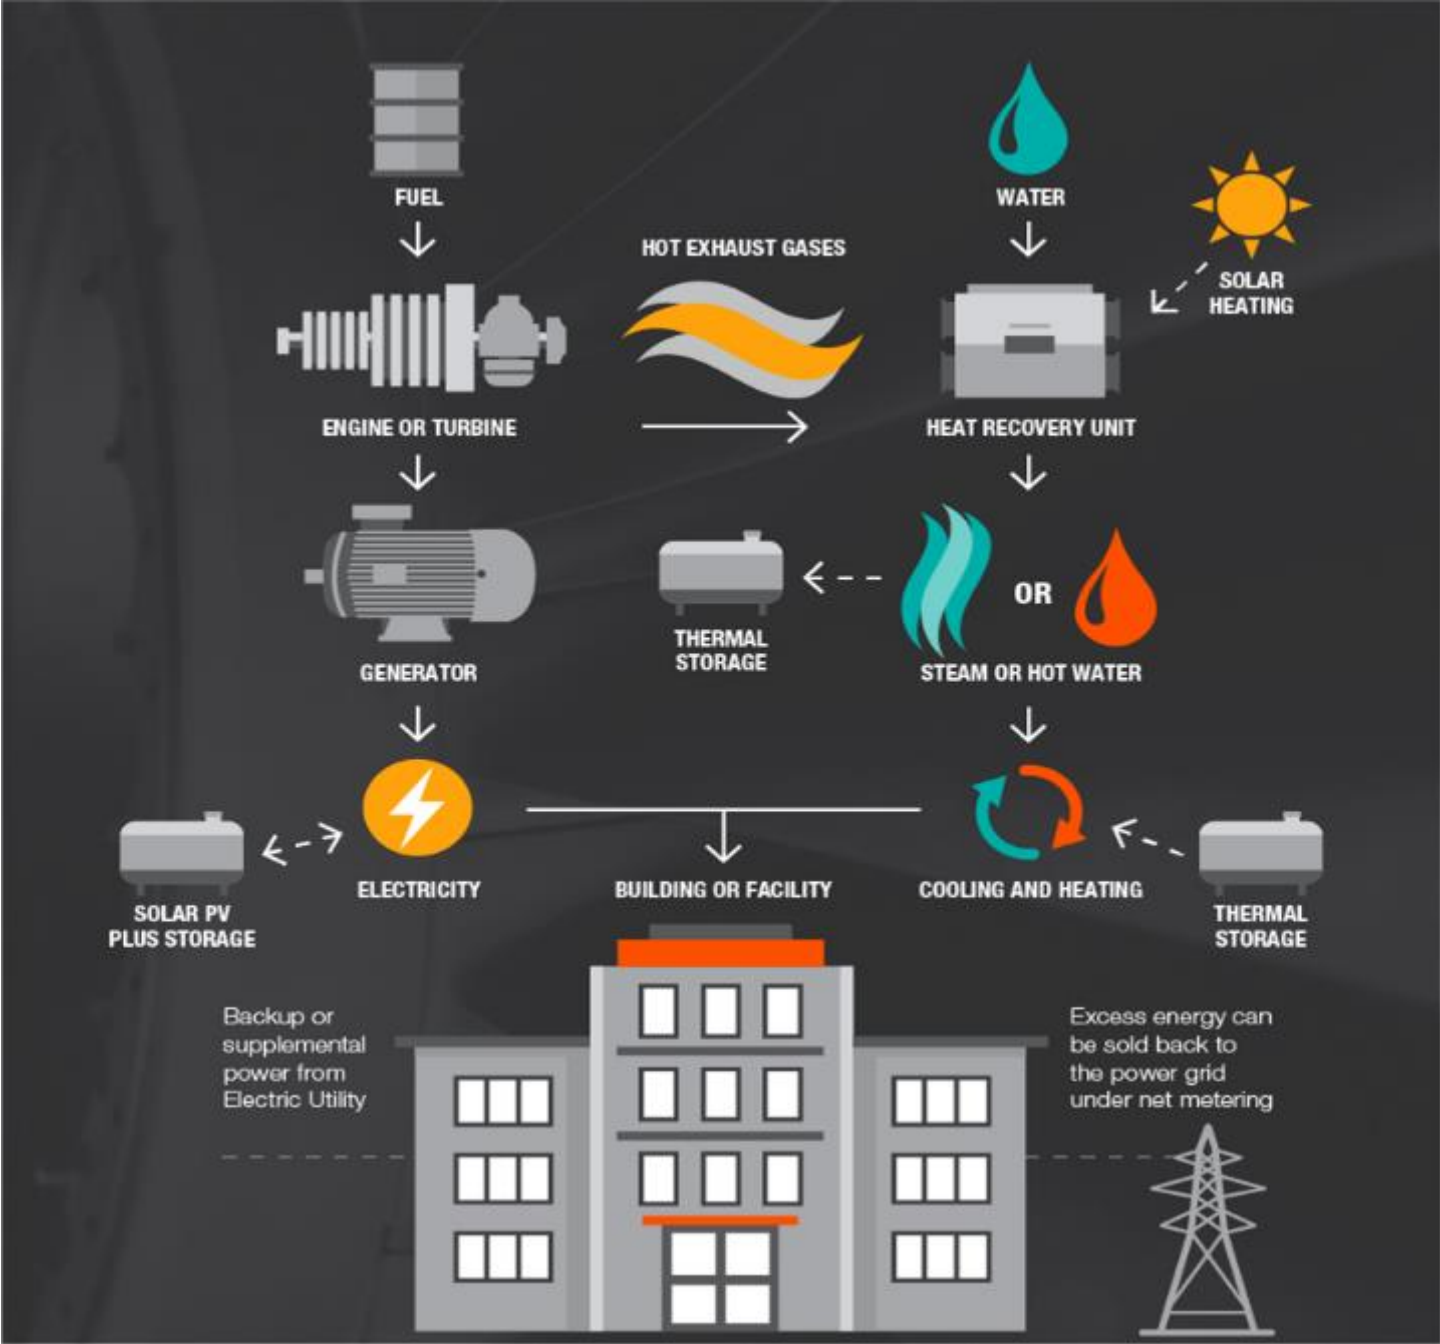 FUEL
WATER
HOT EXHAUST GASES
SOLAR
HEATING
ENGINE OR TURBINE
HEAT RECOVERY UNIT
OR
THERMAL
STORAGE
GENERATOR
STEAM OR HOT WATER
ELECTRICITY
BUILDING OR FACILITY
COOLING AND HEATING
SOLAR PV
PLUS STORAGE
THERMAL
STORAGE
Backup or
supplemental
power from
Electric Utility
Excess energy can
be sold back to
the power grid
under net metering